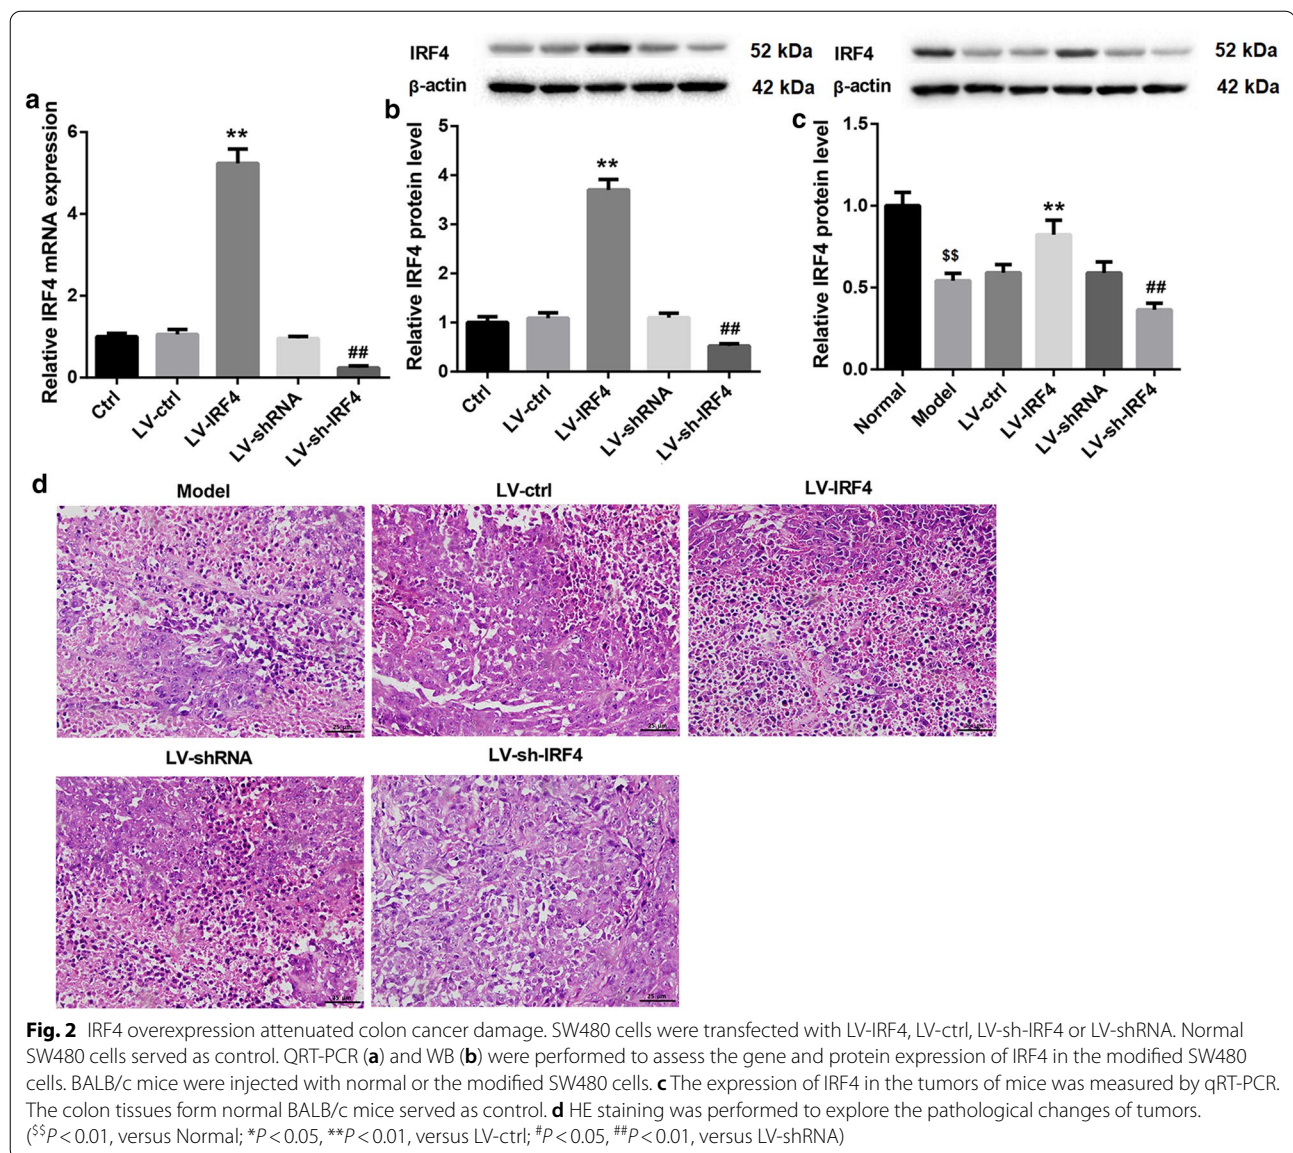 IRF4
52 kDa
β-actin
42 kDa
IRF4
52 kDa
β-actin
42 kDa
a
Relative IRF4 mRNA expression
6
4
2
0
**
##
Ctrl
LV-ctrl
LV-IRF4
LV-shRNA
LV-sh-IRF4
b
Relative IRF4 protein level
5
4
3
2
1
0
**
##
Ctrl
LV-ctrl
LV-IRF4
LV-shRNA
LV-sh-IRF4
c
Relative IRF4 protein level
1.5
1.0
0.5
0.0
$$
**
##
Normal
Model
LV-ctrl
LV-IRF4
LV-shRNA
LV-sh-IRF4
d
Model
LV-ctrl
LV-IRF4
25 μm
25 μm
LV-shRNA
LV-sh-IRF4
25 μm
25 μm
Fig. 2 IRF4 overexpression attenuated colon cancer damage. SW480 cells were transfected with LV-IRF4, LV-ctrl, LV-sh-IRF4 or LV-shRNA. Normal
SW480 cells served as control. QRT-PCR (a) and WB (b) were performed to assess the gene and protein expression of IRF4 in the modified SW480
cells. BALB/c mice were injected with normal or the modified SW480 cells. c The expression of IRF4 in the tumors of mice was measured by qRT-PCR.
The colon tissues form normal BALB/c mice served as control. d HE staining was performed to explore the pathological changes of tumors.
($$P < 0.01, versus Normal; *P < 0.05, **P < 0.01, versus LV-ctrl; #P < 0.05, ##P < 0.01, versus LV-shRNA)